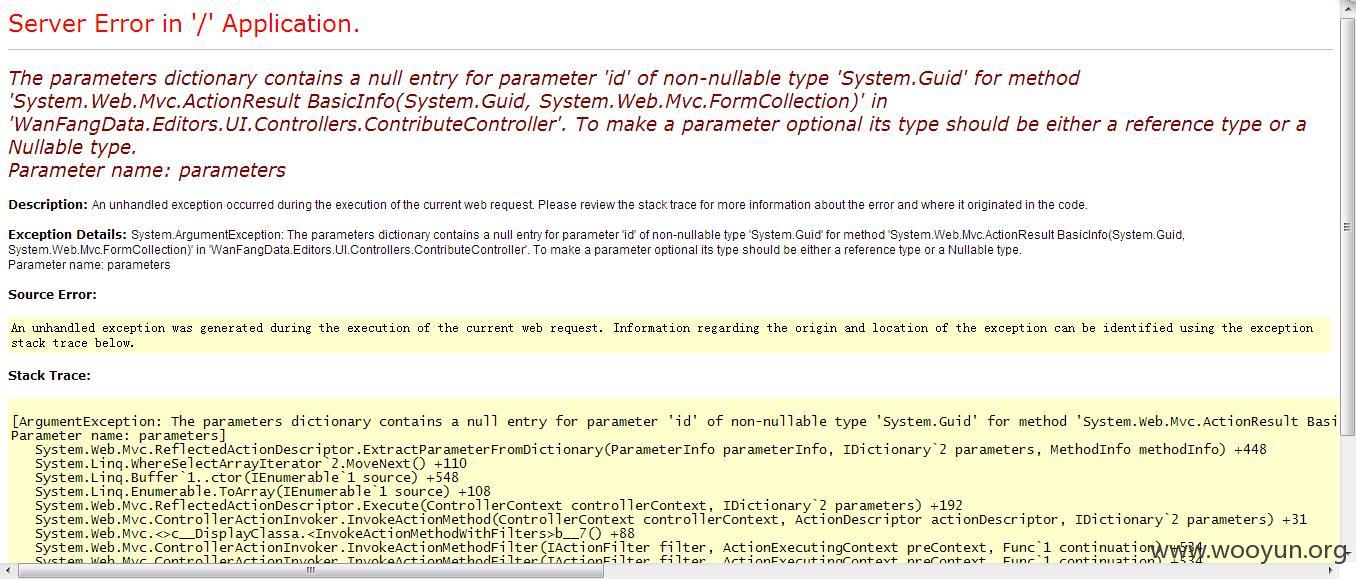 Server Error in '/' Application.
The parameters dictionary contains a null entry for parameter 'id' of non-nullable type 'System.Guid' for method
'System.Web.Mvc.ActionResult BasicInfo(System.Guid, System.Web.Mvc.FormCollection)' in
'WanFangData.Editors.UI.Controllers.ContributeController'. To make a parameter optional its type should be either a reference type or a
Nullable type.
Parameter name: parameters
Description: An unhandled exception occurred during the execution of the current web request. Please review the stack trace for more information about the error and where it originated in the code.
Exception Details: System.ArgumentException: The parameters dictionary contains a null entry for parameter 'id' of non-nullable type 'System.Guid' for method 'System.Web.Mvc.ActionResult BasicInfo(System.Guid,
System.Web.Mvc.FormCollection)' in 'WanFangData.Editors.UI.Controllers.ContributeController'. To make a parameter optional its type should be either a reference type or a Nullable type.
Parameter name: parameters
Source Error:
An unhandled exception was generated during the execution of the current web request. Information regarding the origin and location of the exception can be identified using the exception
stack trace below.
Stack Trace:
[ArgumentException: The parameters dictionary contains a null entry for parameter 'id' of non-nullable type 'System.Guid' for method 'System.Web.Mvc.ActionResult Basi
Parameter name: parameters]
System.Web.Mvc.ReflectedActionDescriptor.ExtractParameterFromDictionary(ParameterInfo parameterInfo, IDictionary`2 parameters, MethodInfo methodInfo) +448
System.Linq.WhereSelectArrayIterator`2.MoveNext() +110
System.Linq.Buffer`1..ctor(IEnumerable`1 source) +548
System.Linq.Enumerable.ToArray(IEnumerable`1 source) +108
System.Web.Mvc.ReflectedActionDescriptor.Execute(ControllerContext controllerContext, IDictionary`2 parameters) +192
System.Web.Mvc.ControllerActionInvoker.InvokeActionMethod(ControllerContext controllerContext, ActionDescriptor actionDescriptor, IDictionary`2 parameters) +31
System.Web.Mvc.<>c__DisplayClassa.<InvokeActionMethodWithFilters>b__7() +88
System.Web.Mvc.ControllerActionInvoker.InvokeActionMethodFilter(IActionFilter filter, ActionExecutingContext preContext, Func`1 continuation) +534
System.Web.Mvc.ControllerActionInvoker.InvokeActionMethodFilter(IActionFilter filter, ActionExecutingContext preContext, Func`1 continuation) +534
www.wooyun.org